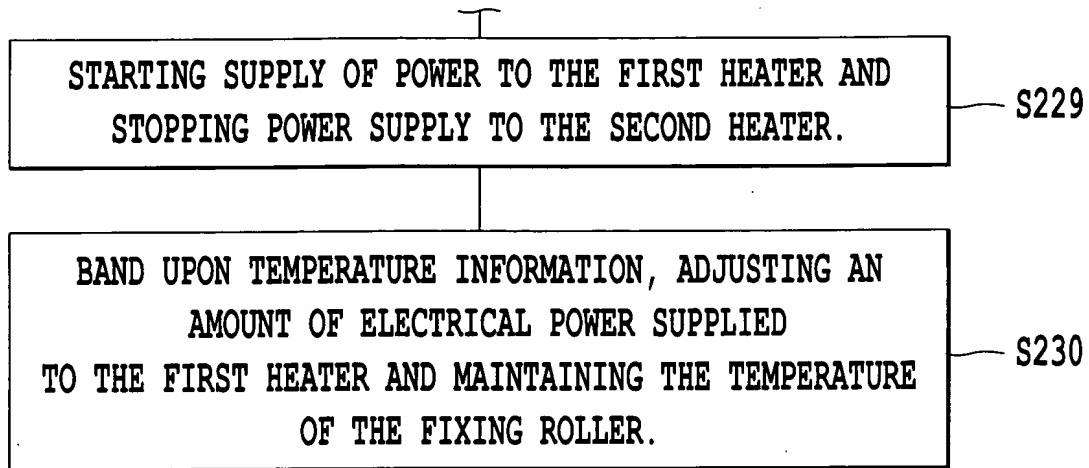 STARTING SUPPLY OF POWER TO THE FIRST HEATER AND
STOPPING POWER SUPPLY TO THE SECOND HEATER.
S229
BAND UPON TEMPERATURE INFORMATION, ADJUSTING AN
AMOUNT OF ELECTRICAL POWER SUPPLIED
TO THE FIRST HEATER AND MAINTAINING THE TEMPERATURE
OF THE FIXING ROLLER.
S230